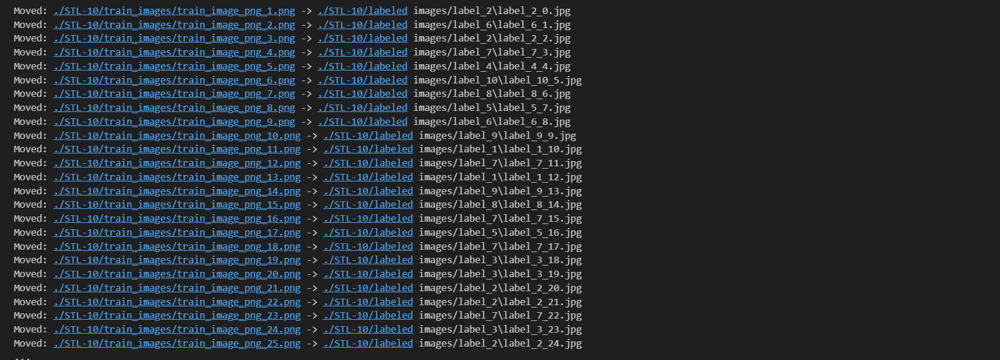 Moved: ./STL-10/train_images/train_image_png_1.png -> ./STL-10/labeled images/label_2\label_2_0.jpg
Moved: ./STL-10/train_images/train_image_png_2.png -> ./STL-10/labeled images/label_6\label_6_1.jpg
Moved: ./STL-10/train_images/train_image_png_3.png -> ./STL-10/labeled images/label_2\label_2_2.jpg
Moved: ./STL-10/train_images/train_image_png_4.png -> ./STL-10/labeled images/label_7\label_7_3.jpg
Moved: ./STL-10/train_images/train_image_png_5.png -> ./STL-10/labeled images/label_4\label_4_4.jpg
Moved: ./STL-10/train_images/train_image_png_6.png -> ./STL-10/labeled images/label_10\label_10_5.jpg
Moved: ./STL-10/train_images/train_image_png_7.png -> ./STL-10/labeled images/label_8\label_8_6.jpg
Moved: ./STL-10/train_images/train_image_png_8.png -> ./STL-10/labeled images/label_5\label_5_7.jpg
Moved: ./STL-10/train_images/train_image_png_9.png -> ./STL-10/labeled images/label_6\label_6_8.jpg
Moved: ./STL-10/train_images/train_image_png_10.png -> ./STL-10/labeled images/label_9\label_9_9.jpg
Moved: ./STL-10/train_images/train_image_png_11.png -> ./STL-10/labeled images/label_1\label_1_10.jpg
Moved: ./STL-10/train_images/train_image_png_12.png -> ./STL-10/labeled images/label_7\label_7_11.jpg
Moved: ./STL-10/train_images/train_image_png_13.png -> ./STL-10/labeled images/label_1\label_1_12.jpg
Moved: ./STL-10/train_images/train_image_png_14.png -> ./STL-10/labeled images/label_9\label_9_13.jpg
Moved: ./STL-10/train_images/train_image_png_15.png -> ./STL-10/labeled images/label_8\label_8_14.jpg
Moved: ./STL-10/train_images/train_image_png_16.png -> ./STL-10/labeled images/label_7\label_7_15.jpg
Moved: ./STL-10/train_images/train_image_png_17.png -> ./STL-10/labeled images/label_5\label_5_16.jpg
Moved: ./STL-10/train_images/train_image_png_18.png -> ./STL-10/labeled images/label_7\label_7_17.jpg
Moved: ./STL-10/train_images/train_image_png_19.png -> ./STL-10/labeled images/label_3\label_3_18.jpg
Moved: ./STL-10/train_images/train_image_png_20.png -> ./STL-10/labeled images/label_3\label_3_19.jpg
Moved: ./STL-10/train_images/train_image_png_21.png -> ./STL-10/labeled images/label_2\label_2_20.jpg
Moved: ./STL-10/train_images/train_image_png_22.png -> ./STL-10/labeled images/label_2\label_2_21.jpg
Moved: ./STL-10/train_images/train_image_png_23.png -> ./STL-10/labeled images/label_7\label_7_22.jpg
Moved: ./STL-10/train_images/train_image_png_24.png -> ./STL-10/labeled images/label_3\label_3_23.jpg
Moved: ./STL-10/train_images/train_image_png_25.png -> ./STL-10/labeled images/label_2\label_2_24.jpg
...